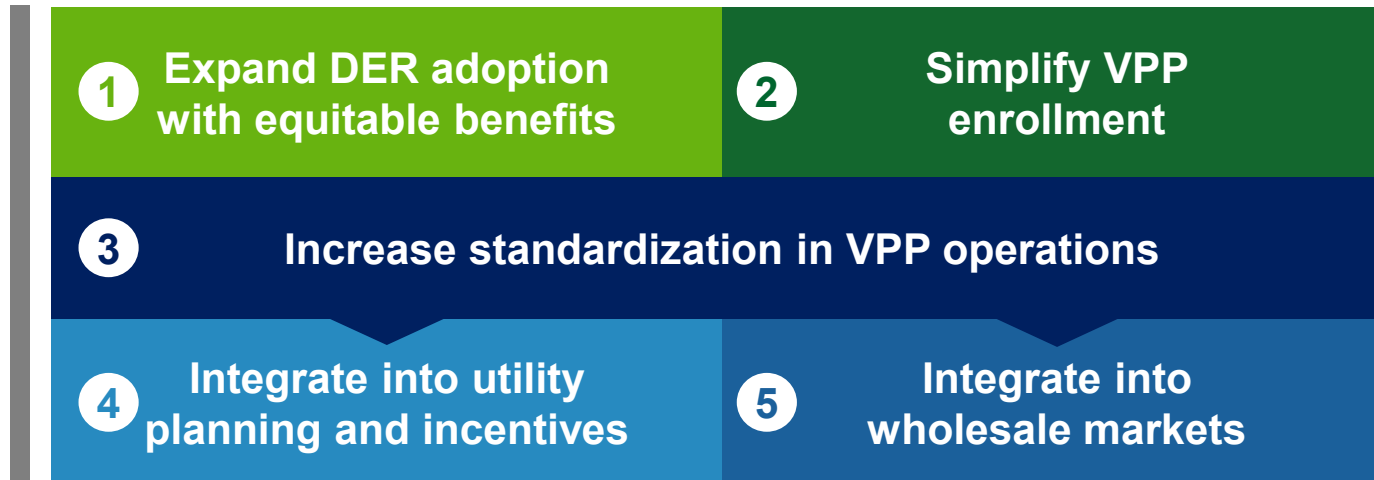 1
Expand DER adoption
with equitable benefits
2
Simplify VPP
enrollment
3
Increase standardization in VPP operations
4
Integrate into utility
planning and incentives
5
Integrate into
wholesale markets